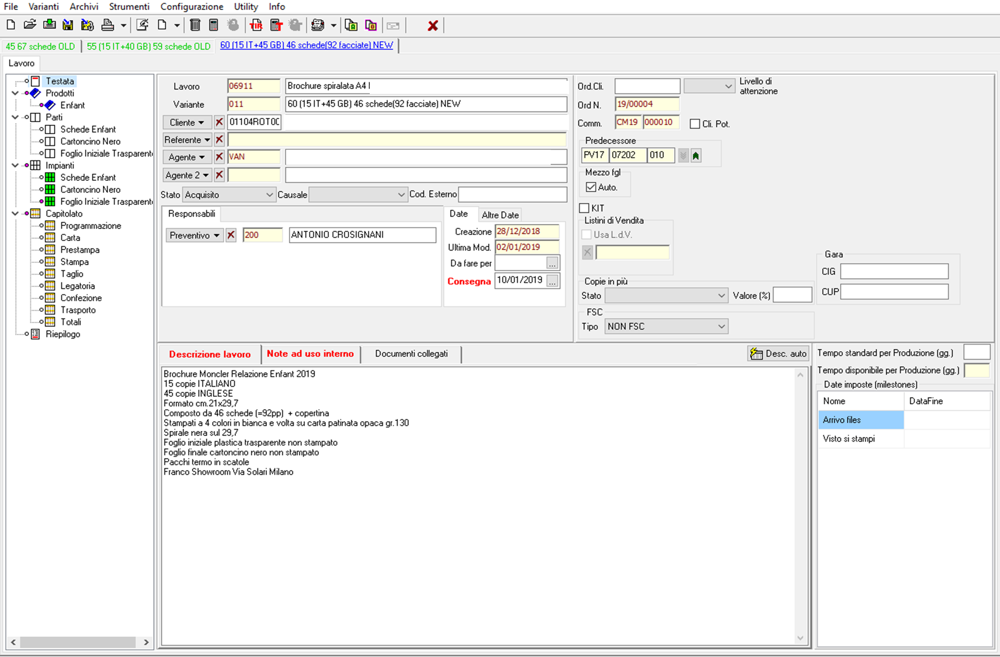 File Varianti Archivi Strumenti Configurazione Utility Info
45 67 schede OLD 55 (15 IT+40 GB) 59 schede OLD 60 (15 IT+45 GB) 46 schede(92 facciate) NEW
Lavoro
Testata
Prodotti
Enfant
Parti
Schede Enfant
Cartoncino Nero
Foglio Iniziale Trasparent
Impianti
Schede Enfant
Cartoncino Nero
Foglio Iniziale Trasparent
Capitolato
Programmazione
Carta
Prestampa
Stampa
Taglio
Legatoria
Confezione
Trasporto
Totali
Riepilogo
Lavoro 06911 Brochure spiralata A4
Variante 011 60 (15 IT+45 GB) 46 schede(92 facciate) NEW
Cliente 01104ROT00
Referente
Agente VAN
Agente 2
Stato Acquisito Causale Cod. Esterno
Responsabili
Preventivo 200 ANTONIO CROSIGNANI
Date Altre Date
Creazione 28/12/2018
Ultima Mod. 02/01/2019
Da fare per ...
Consegna 10/01/2019 ...
Ord.Cli. Livello di
attenzione
Ord N. 19/00004
Comm. CM19 000010 Cli. Pot.
Predecessore
PV17 07202 010
Mezzo fgl
Auto.
KIT
Listini di Vendita
Usa L.d.V.
Gara
CIG
CUP
Copie in più
Stato Valore (%)
FSC
Tipo NON FSC
Descrizione lavoro Note ad uso interno Documenti collegati Desc. auto
Brochure Moncler Relazione Enfant 2019
15 copie ITALIANO
45 copie INGLESE
Formato cm.21x29,7
Composto da 46 schede (=92pp) + copertina
Stampati a 4 colori in bianca e volta su carta patinata opaca gr.130
Spirale nera sul 29,7
Foglio iniziale plastica trasparente non stampato
Foglio finale cartoncino nero non stampato
Pacchi termo in scatole
Franco Showroom Via Solari Milano
Tempo standard per Produzione (gg.)
Tempo disponibile per Produzione (gg.)
Date imposte (milestones)
Nome DataFine
Arrivo files
Visto si stampi